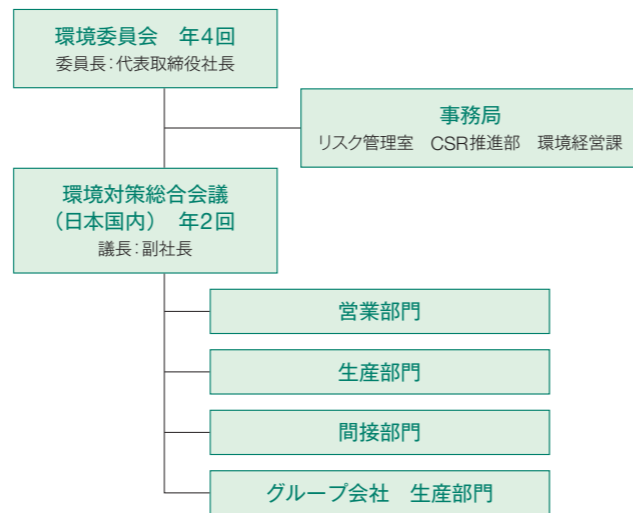 環境委員会　年4回
委員長：代表取締役社長
事務局
リスク管理室　CSR推進部　環境経営課
環境対策総合会議
（日本国内）　年2回
議長：副社長
営業部門
生産部門
間接部門
グループ会社　生産部門